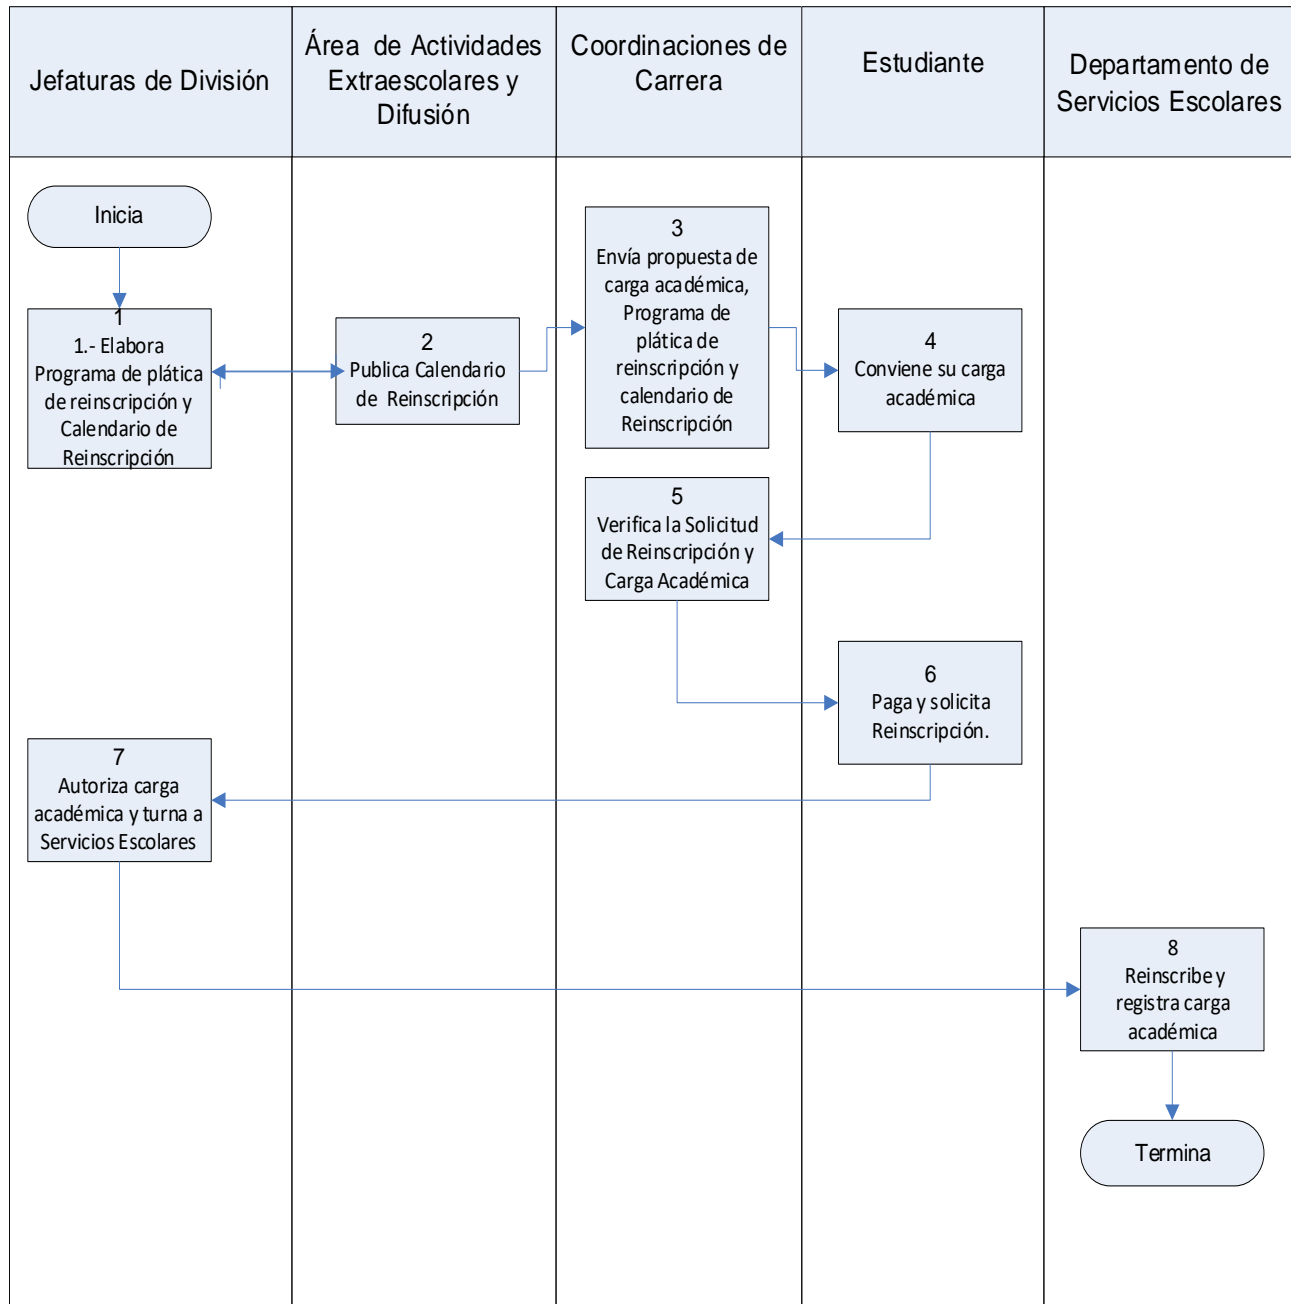 Jefaturas de División
Área de Actividades
Extraescolares y
Difusión
Coordinaciones de
Carrera
Estudiante
Departamento de
Servicios Escolares
Inicia
1
1.- Elabora
Programa de plática
de reinscripción y
Calendario de
Reinscripción
2
Publica Calendario
de Reinscripción
3
Envía propuesta de
carga académica,
Programa de
plática de
reinscripción y
calendario de
Reinscripción
4
Conviene su carga
académica
5
Verifica la Solicitud
de Reinscripción y
Carga Académica
6
Paga y solicita
Reinscripción.
7
Autoriza carga
académica y turna a
Servicios Escolares
8
Reinscribe y
registra carga
académica
Termina